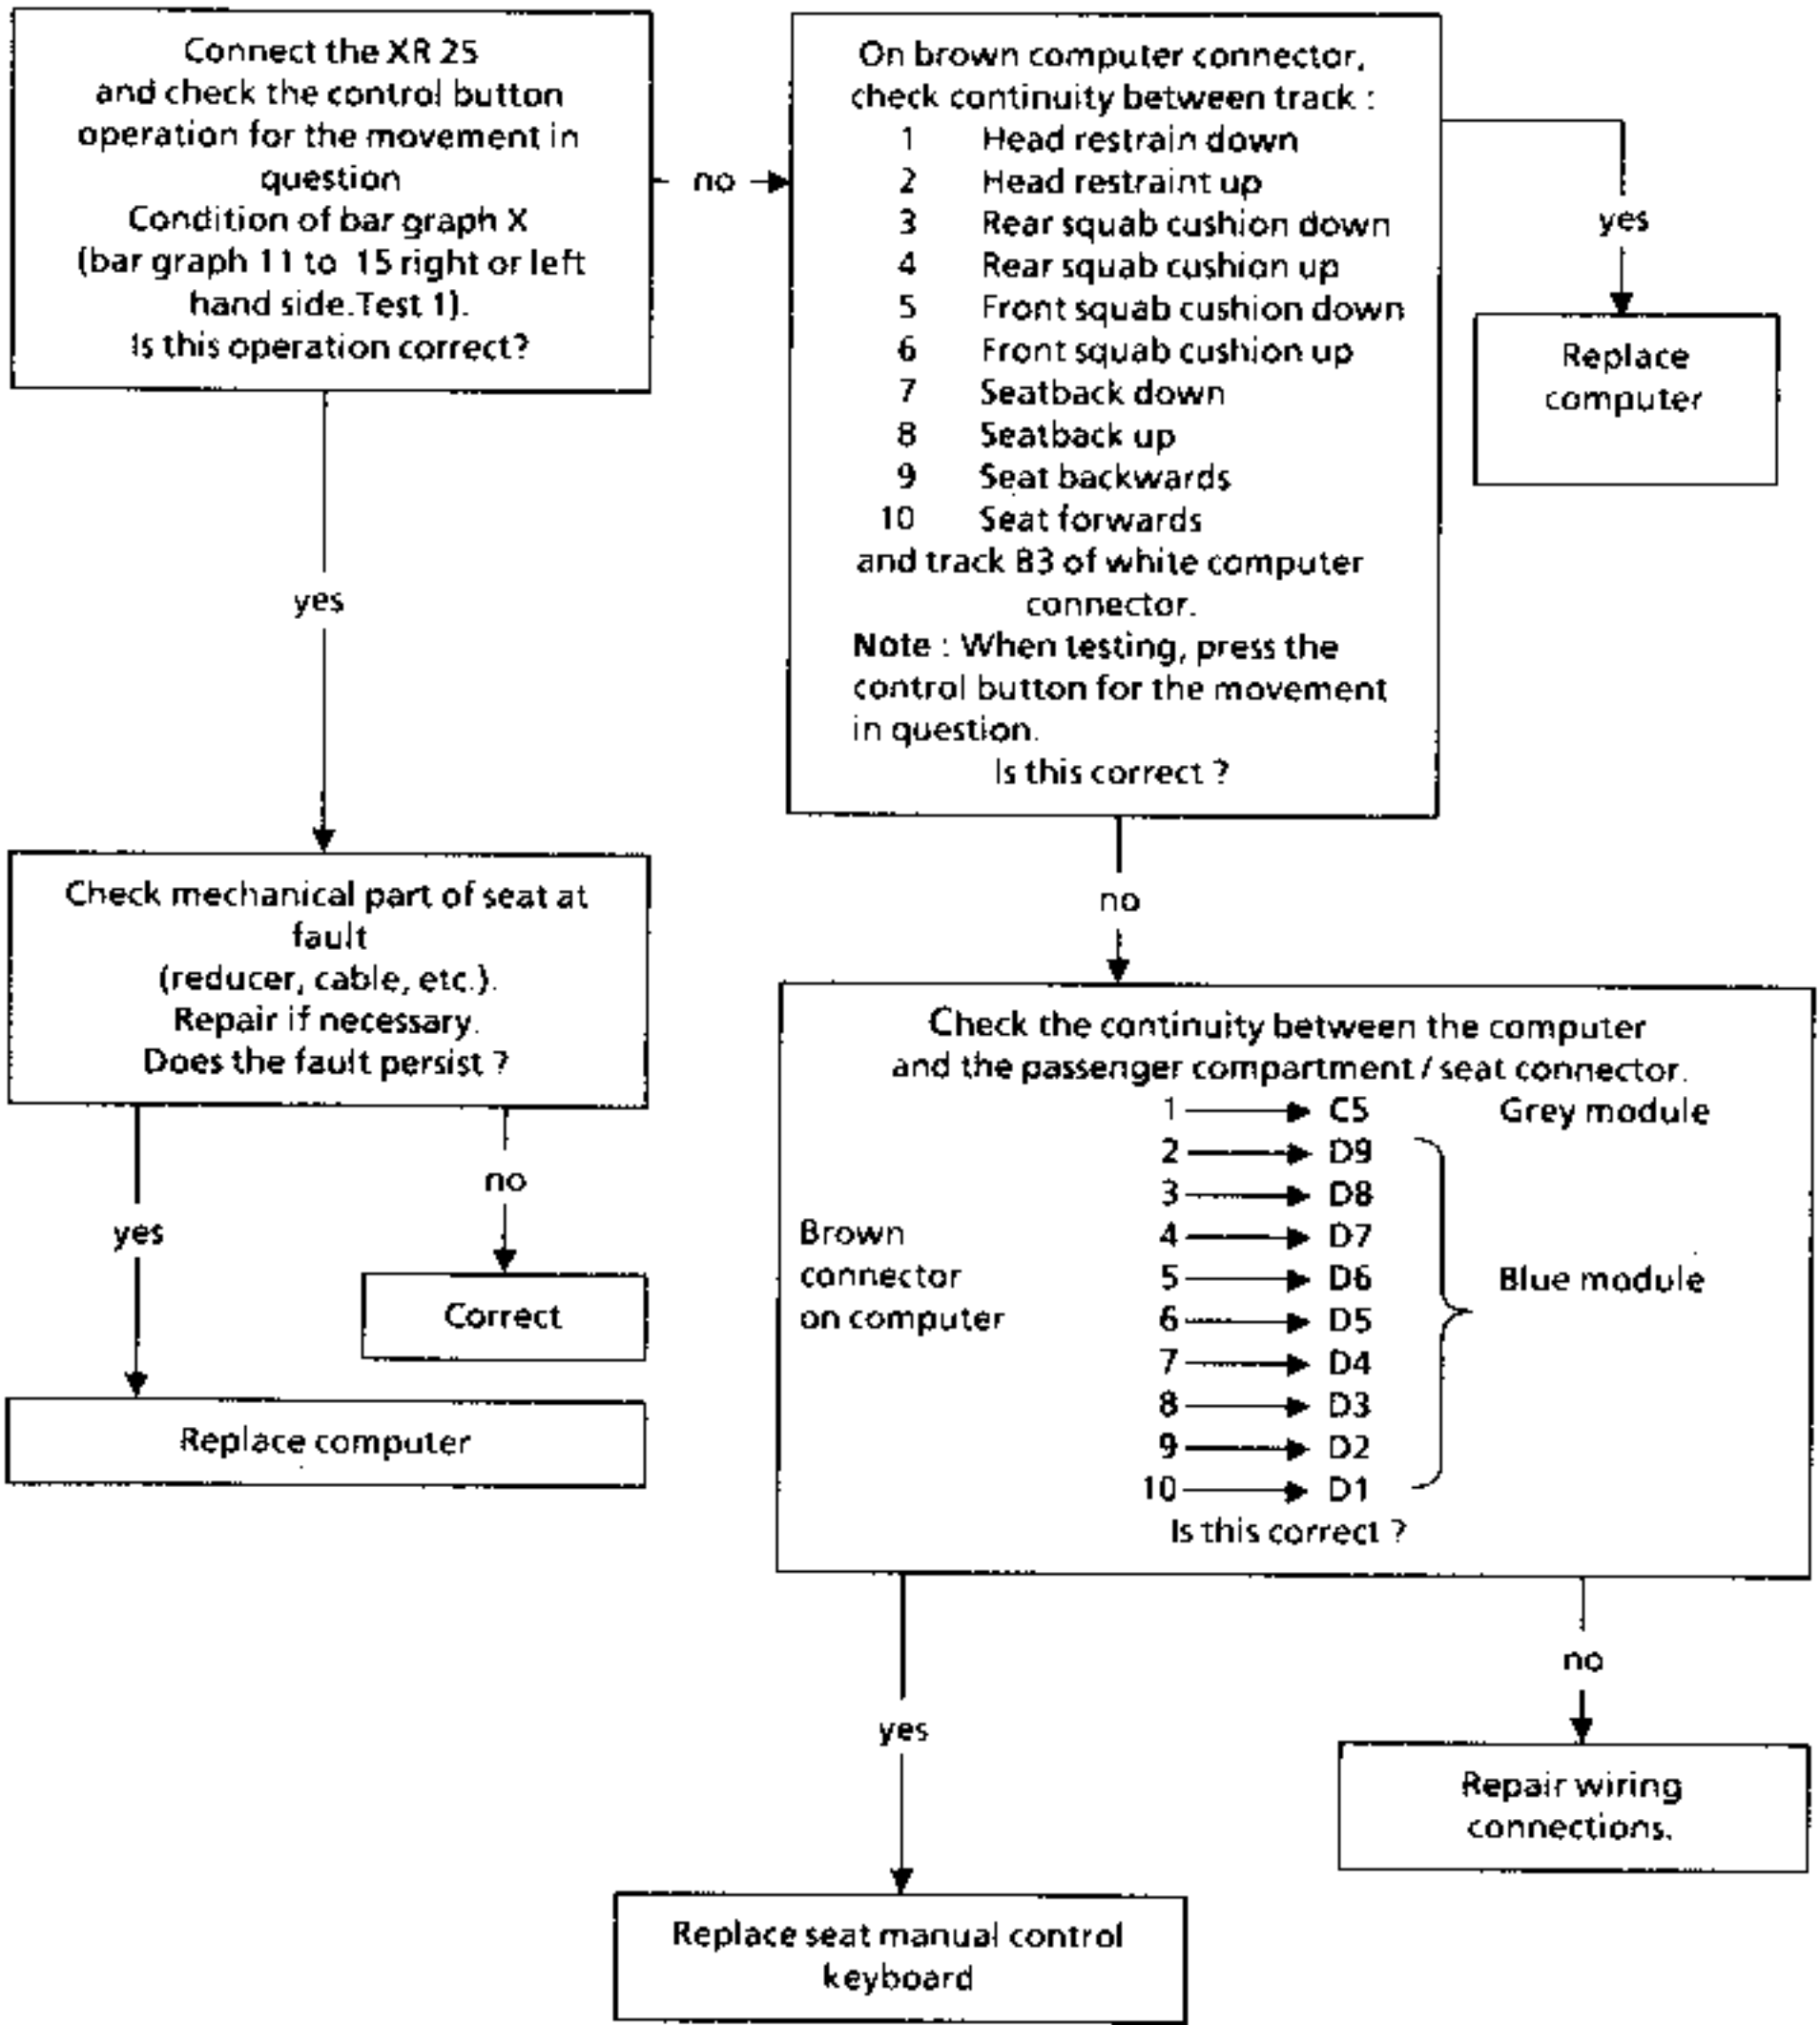 Connect the XR 25
and check the control button
operation for the movement in
question
Condition of bar graph X
(bar graph 11 to 15 right or left
hand side.Test 1).
Is this operation correct?
no
On brown computer connector,
check continuity between track :
1 Head restrain down
2 Head restraint up
3 Rear squab cushion down
4 Rear squab cushion up
5 Front squab cushion down
6 Front squab cushion up
7 Seatback down
8 Seatback up
9 Seat backwards
10 Seat forwards
and track B3 of white computer
connector.
Note : When testing, press the
control button for the movement
in question.
Is this correct ?
yes
Replace
computer
yes
no
Check mechanical part of seat at
fault
(reducer, cable, etc.).
Repair if necessary.
Does the fault persist ?
yes
no
Correct
Replace computer
Check the continuity between the computer
and the passenger compartment / seat connector.
1 C5 Grey module
2 D9
3 D8
Brown
4 D7
connector
5 D6 Blue module
on computer
6 D5
7 D4
8 D3
9 D2
10 D1
Is this correct ?
yes
no
Repair wiring
connections.
Replace seat manual control
keyboard